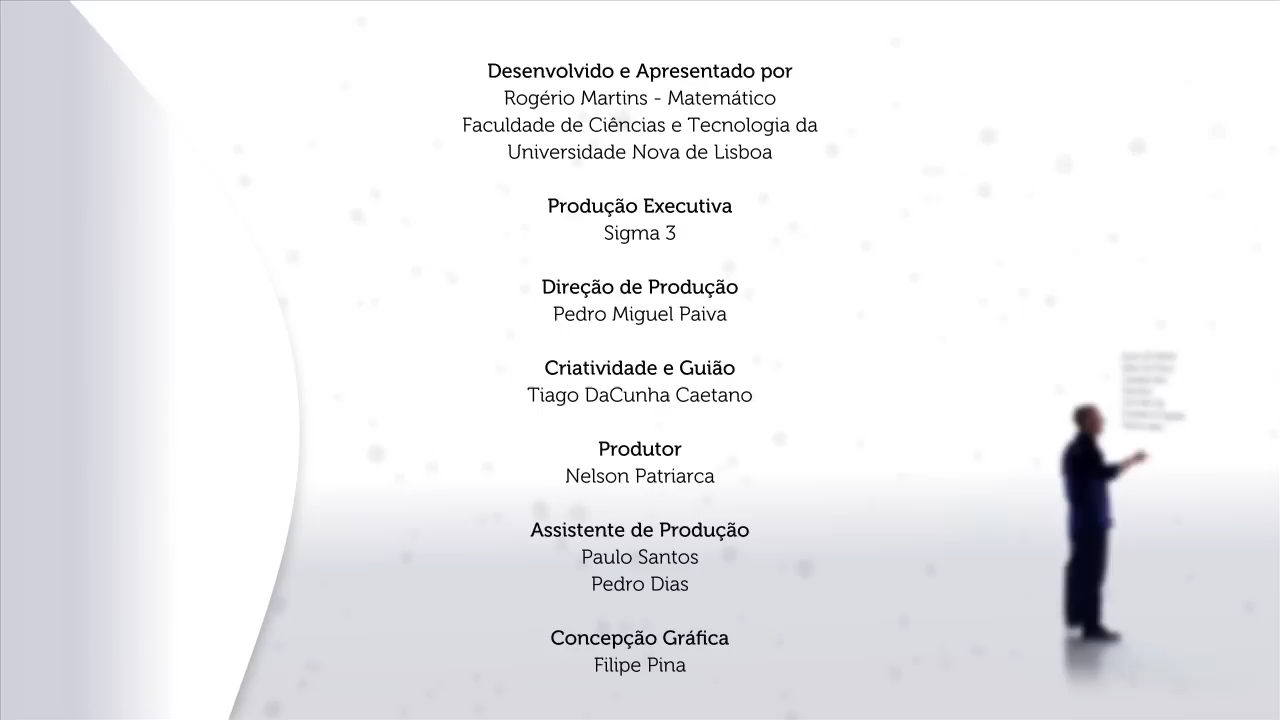 Desenvolvido e Apresentado por
Rogério Martins - Matemático
Faculdade de Ciências e Tecnologia da
Universidade Nova de Lisboa
Produção Executiva
Sigma 3
Direção de Produção
Pedro Miguel Paiva
Criatividade e Guião
Tiago DaCunha Caetano
Produtor
Nelson Patriarca
Assistente de Produção
Paulo Santos
Pedro Dias
Concepção Gráfica
Filipe Pina